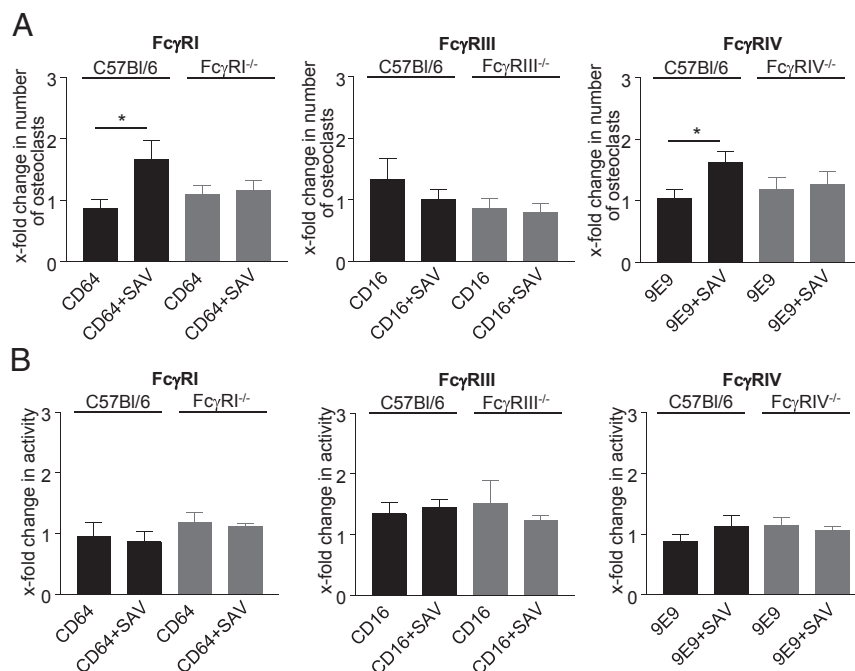 A
FcγRI
C57Bl/6 FcγRI-/-
x-fold change in number
of osteoclasts
3
2
1
0
*
CD64
CD64+SAV
CD64
CD64+SAV
FcγRIII
C57Bl/6 FcγRIII-/-
x-fold change in number
of osteoclasts
3
2
1
0
CD16
CD16+SAV
CD16
CD16+SAV
FcγRIV
C57Bl/6 FcγRIV-/-
x-fold change in number
of osteoclasts
3
2
1
0
*
9E9
9E9+SAV
9E9
9E9+SAV
B
FcγRI
C57Bl/6 FcγRI-/-
x-fold change in activity
3
2
1
0
CD64
CD64+SAV
CD64
CD64+SAV
FcγRIII
C57Bl/6 FcγRIII-/-
x-fold change in activity
3
2
1
0
CD16
CD16+SAV
CD16
CD16+SAV
FcγRIV
C57Bl/6 FcγRIV-/-
x-fold change in activity
3
2
1
0
9E9
9E9+SAV
9E9
9E9+SAV